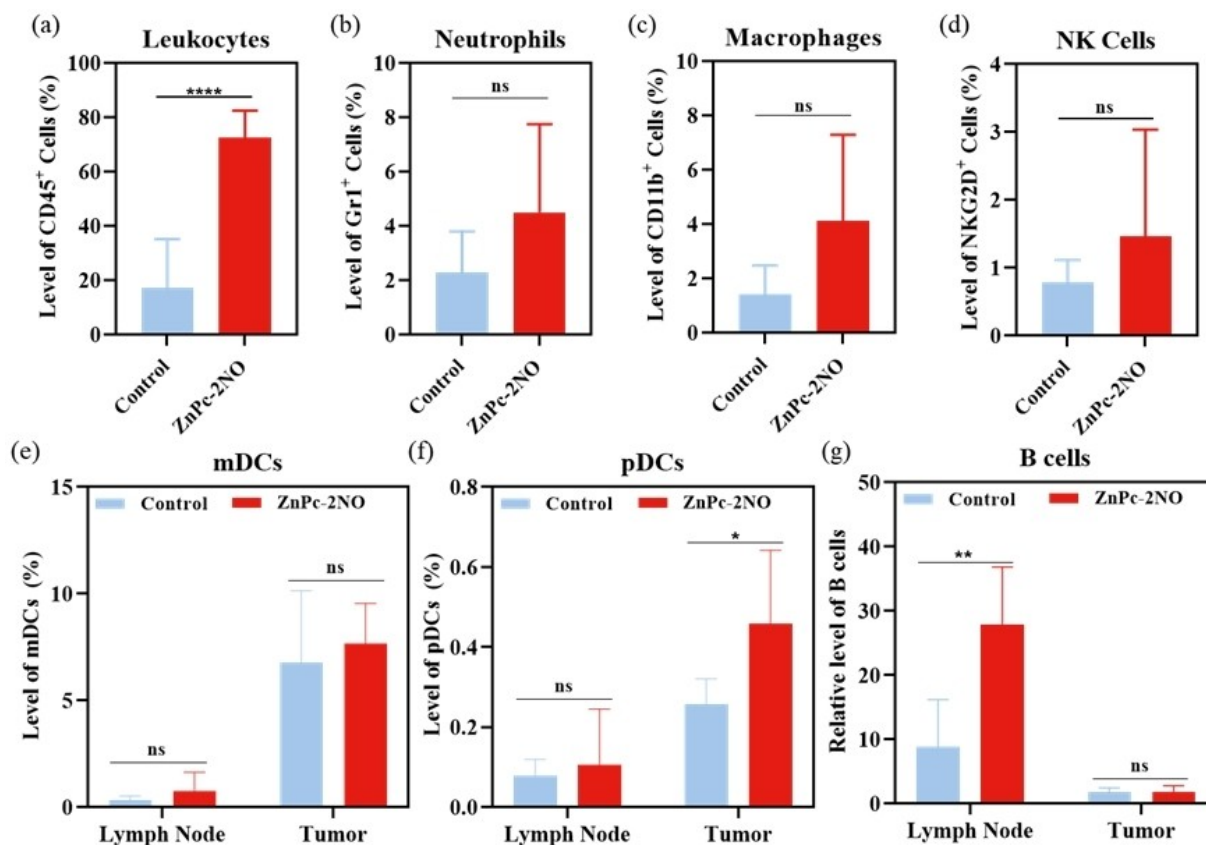 (a)
Leukocytes
Level of CD45+ Cells (%)
100
80
60
40
20
0
****
Control
ZnPc-2NO
(b)
Neutrophils
Level of Gr1+ Cells (%)
10
8
6
4
2
0
ns
Control
ZnPc-2NO
(c)
Macrophages
Level of CD11b+ Cells (%)
10
8
6
4
2
0
ns
Control
ZnPc-2NO
(d)
NK Cells
Level of NKG2D+ Cells (%)
4
3
2
1
0
ns
Control
ZnPc-2NO
(e)
mDCs
Control ZnPc-2NO
Level of mDCs (%)
15
10
5
0
ns
ns
Lymph Node Tumor
(f)
pDCs
Control ZnPc-2NO
Level of pDCs (%)
0.8
0.6
0.4
0.2
0.0
ns
*
Lymph Node Tumor
(g)
B cells
Control ZnPc-2NO
Relative level of B cells
50
40
30
20
10
0
**
ns
Lymph Node Tumor